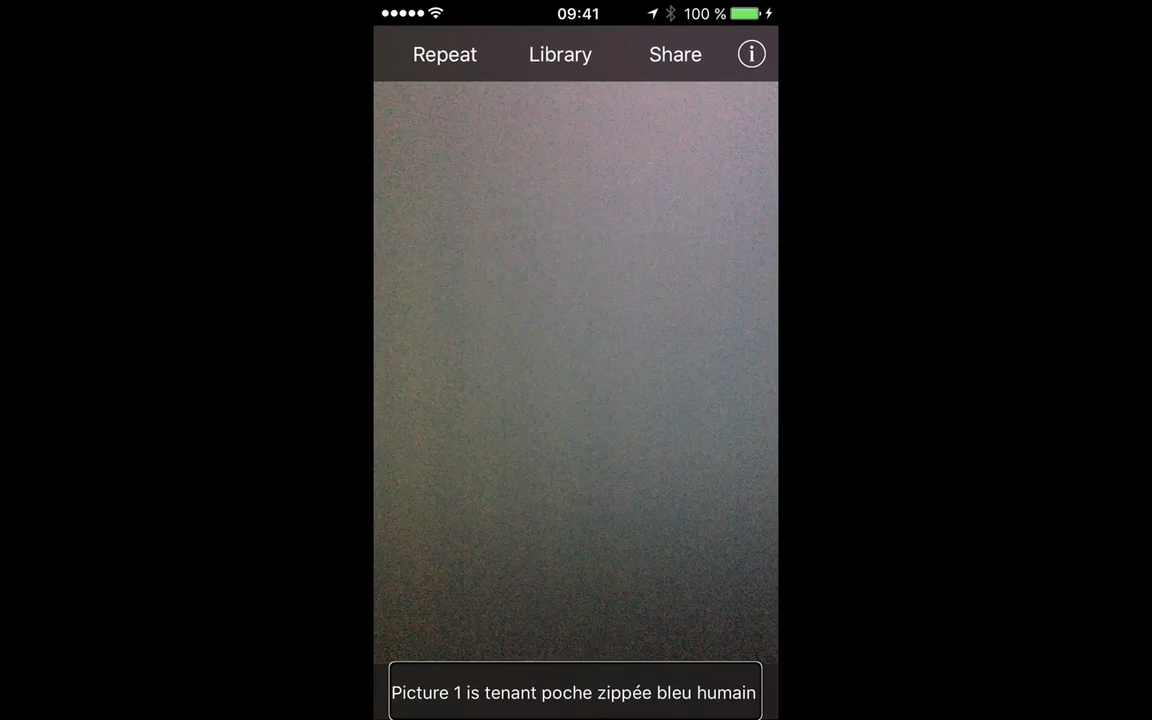 09:41 100 %
Repeat Library Share
Picture 1 is tenant poche zippée bleu humain